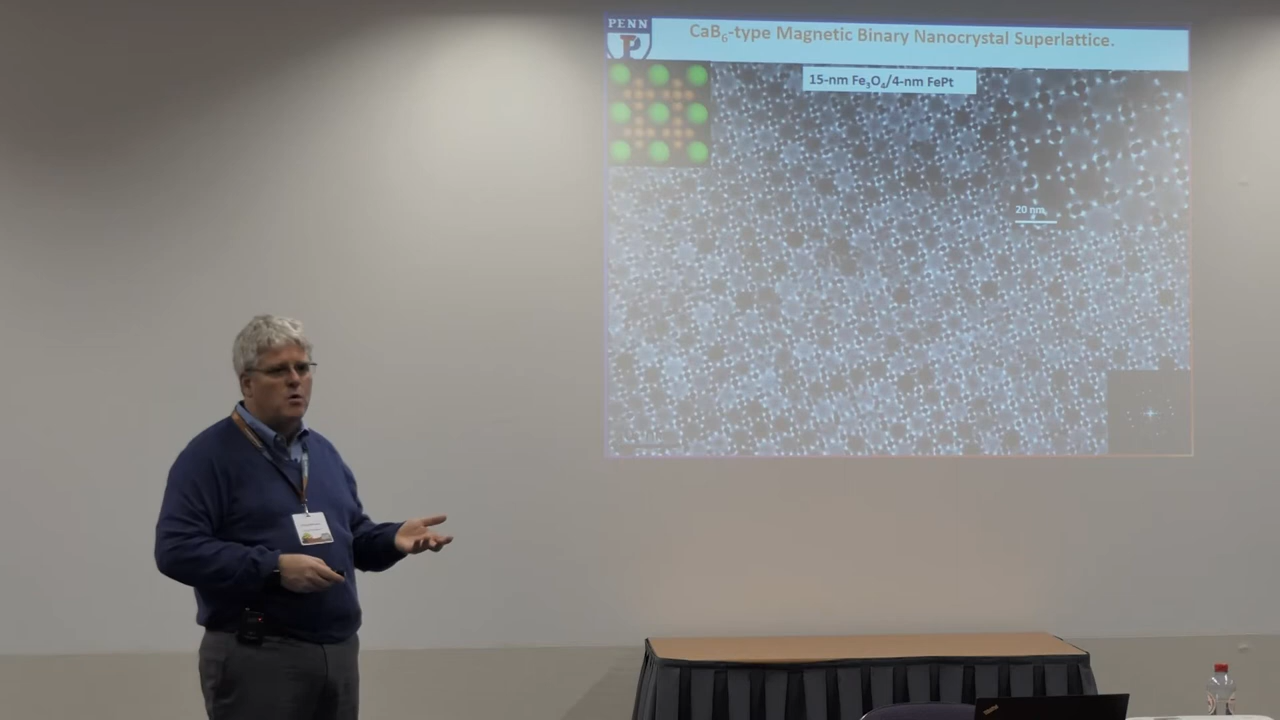 PENN
CaB₆-type Magnetic Binary Nanocrystal Superlattice.
15-nm Fe₃O₄/4-nm FePt
20 nm